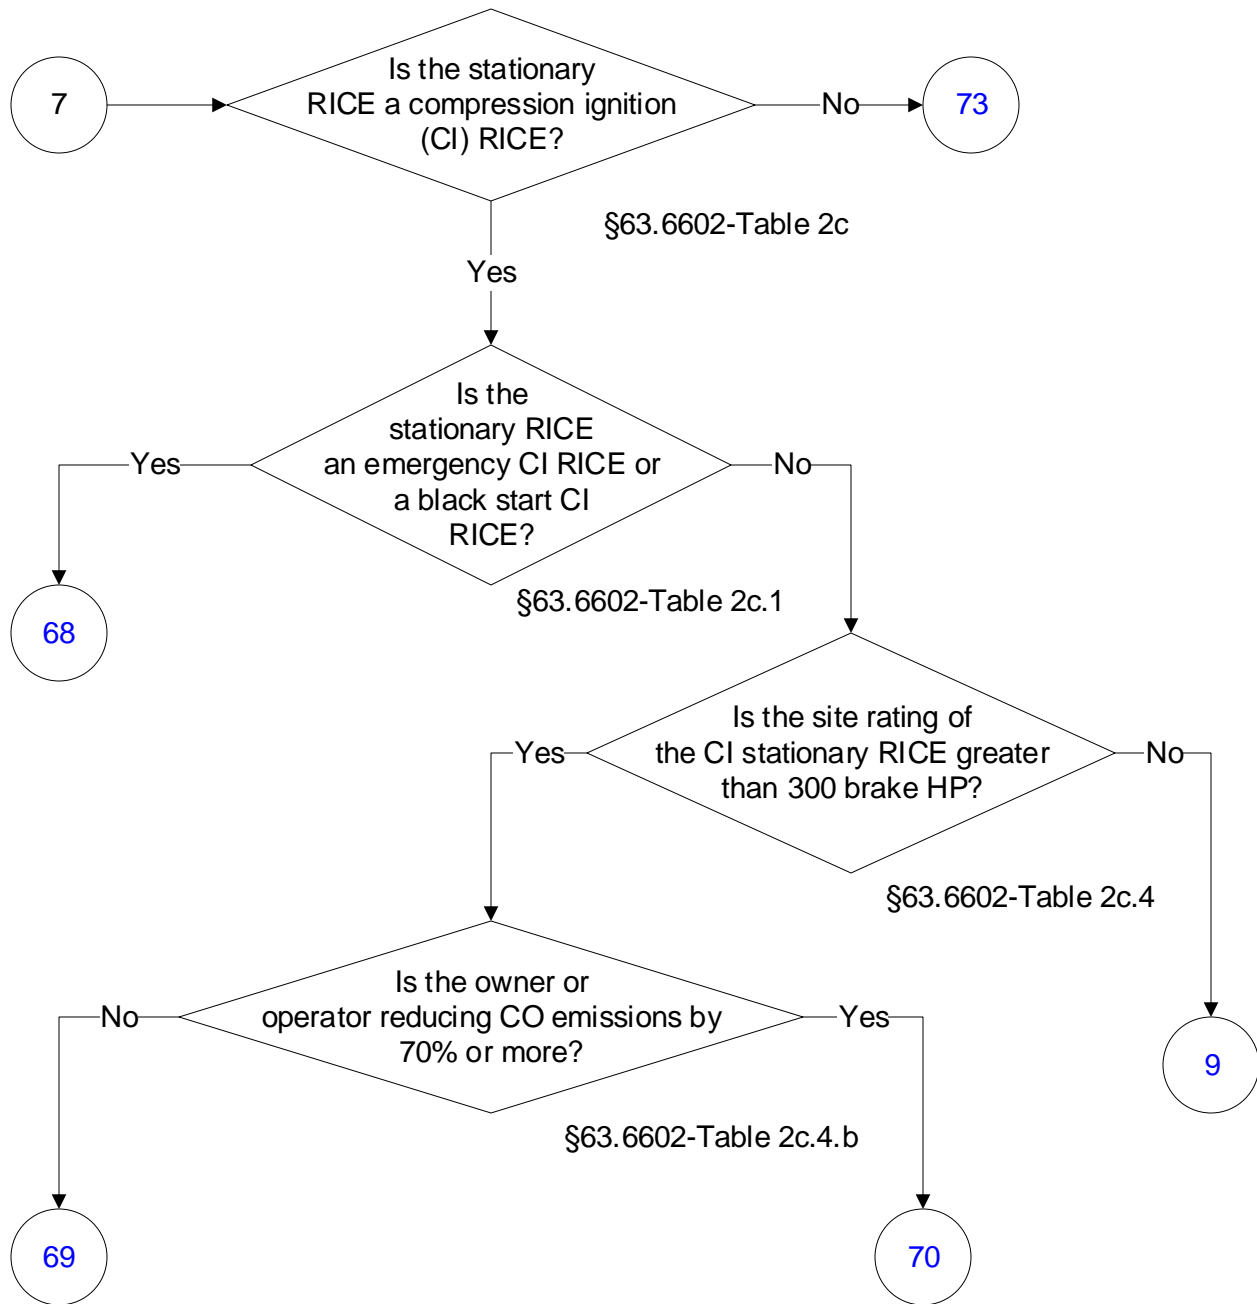 7
Is the stationary
RICE a compression ignition
(CI) RICE?
No
73
§63.6602-Table 2c
Yes
Is the
stationary RICE
an emergency CI RICE or
a black start CI
RICE?
Yes
No
§63.6602-Table 2c.1
68
Is the site rating of
the CI stationary RICE greater
than 300 brake HP?
Yes
No
§63.6602-Table 2c.4
Is the owner or
operator reducing CO emissions by
70% or more?
No
Yes
9
§63.6602-Table 2c.4.b
69
70